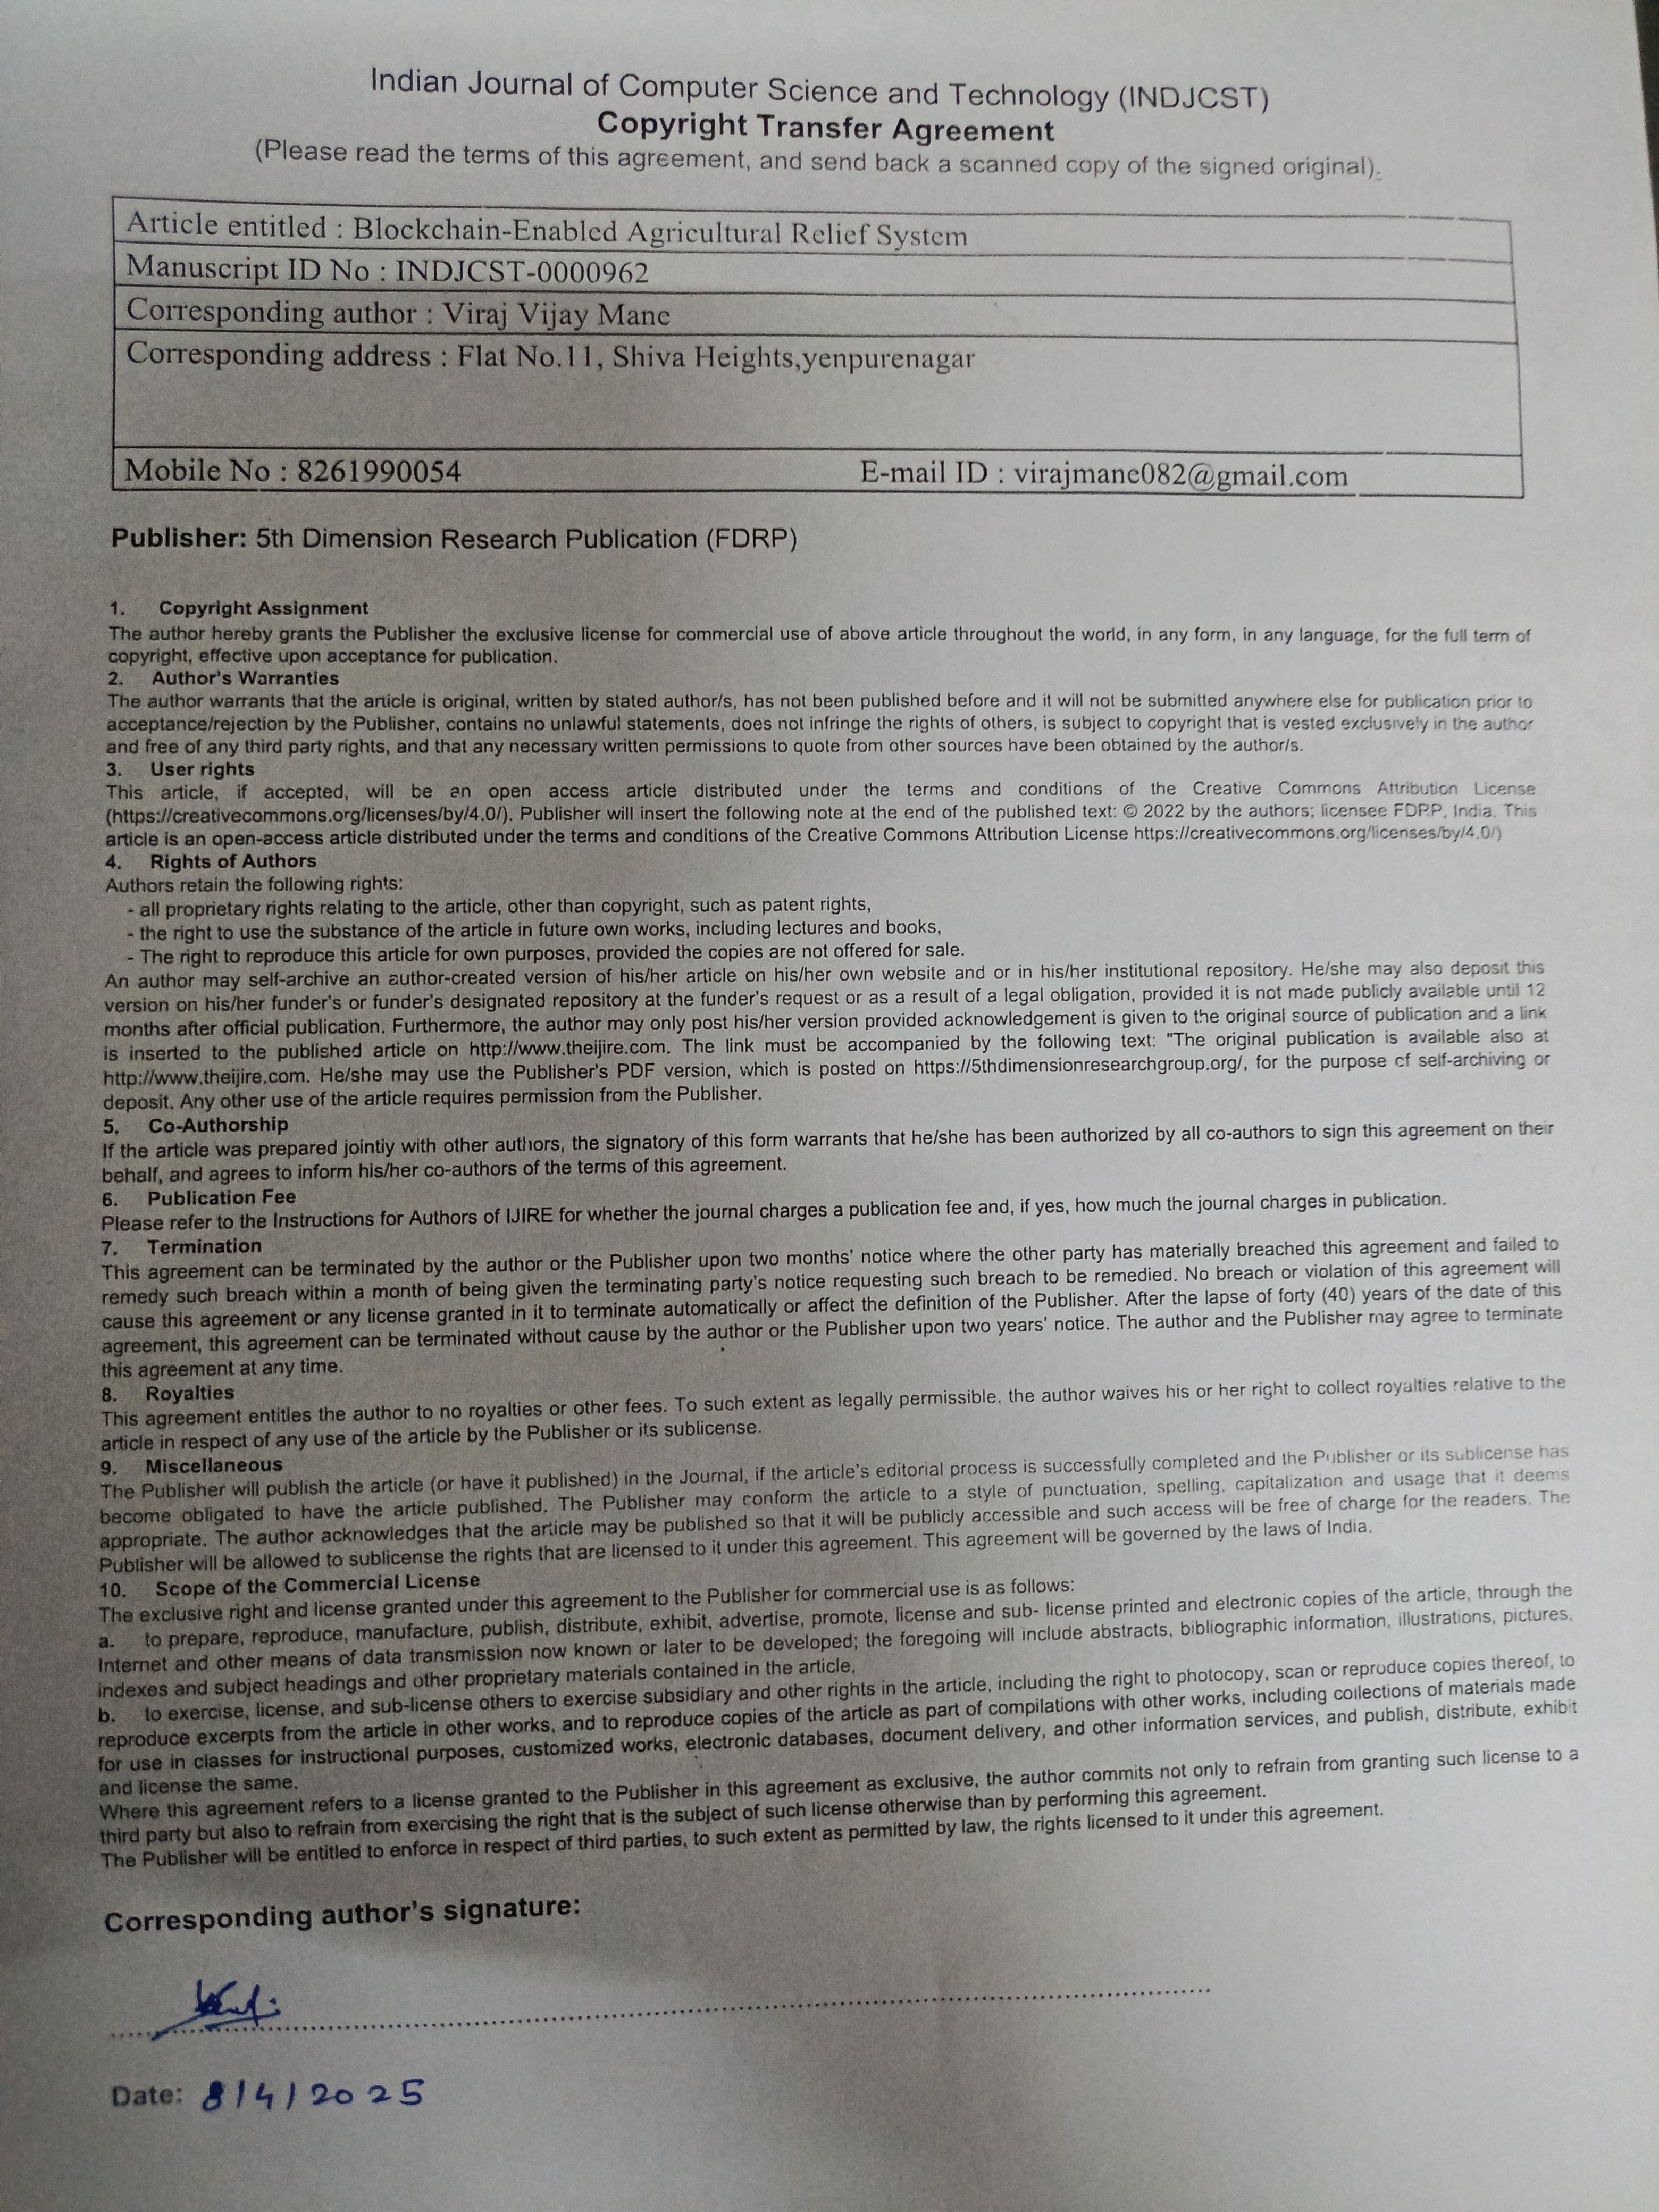 Indian Journal of Computer Science and Technology (INDJCST)
Copyright Transfer Agreement
(Please read the terms of this agreement, and send back a scanned copy of the signed original).
Article entitled : Blockchain-Enabled Agricultural Relief System
Manuscript ID No : INDJCST-0000962
Corresponding author : Viraj Vijay Mane
Corresponding address : Flat No.11, Shiva Heights,yenpurenagar
Mobile No : 8261990054 E-mail ID : virajmane082@gmail.com
Publisher: 5th Dimension Research Publication (FDRP)
1. Copyright Assignment
The author hereby grants the Publisher the exclusive license for commercial use of above article throughout the world, in any form, in any language, for the full term of
copyright, effective upon acceptance for publication.
2. Author's Warranties
The author warrants that the article is original, written by stated author/s, has not been published before and it will not be submitted anywhere else for publication prior to
acceptance/rejection by the Publisher, contains no unlawful statements, does not infringe the rights of others, is subject to copyright that is vested exclusively in the author
and free of any third party rights, and that any necessary written permissions to quote from other sources have been obtained by the author/s.
3. User rights
This article, if accepted, will be an open access article distributed under the terms and conditions of the Creative Commons Attribution License
(https://creativecommons.org/licenses/by/4.0/). Publisher will insert the following note at the end of the published text: © 2022 by the authors; licensee FDRP, India. This
article is an open-access article distributed under the terms and conditions of the Creative Commons Attribution License https://creativecommons.org/licenses/by/4.0/)
4. Rights of Authors
Authors retain the following rights:
- all proprietary rights relating to the article, other than copyright, such as patent rights,
- the right to use the substance of the article in future own works, including lectures and books,
- The right to reproduce this article for own purposes, provided the copies are not offered for sale.
An author may self-archive an author-created version of his/her article on his/her own website and or in his/her institutional repository. He/she may also deposit this
version on his/her funder's or funder's designated repository at the funder's request or as a result of a legal obligation, provided it is not made publicly available until 12
months after official publication. Furthermore, the author may only post his/her version provided acknowledgement is given to the original source of publication and a link
is inserted to the published article on http://www.theijire.com. The link must be accompanied by the following text: "The original publication is available also at
http://www.theijire.com. He/she may use the Publisher's PDF version, which is posted on https://5thdimensionresearchgroup.org/, for the purpose of self-archiving or
deposit. Any other use of the article requires permission from the Publisher.
5. Co-Authorship
If the article was prepared jointly with other authors, the signatory of this form warrants that he/she has been authorized by all co-authors to sign this agreement on their
behalf, and agrees to inform his/her co-authors of the terms of this agreement.
6. Publication Fee
Please refer to the Instructions for Authors of IJIRE for whether the journal charges a publication fee and, if yes, how much the journal charges in publication.
7. Termination
This agreement can be terminated by the author or the Publisher upon two months' notice where the other party has materially breached this agreement and failed to
remedy such breach within a month of being given the terminating party's notice requesting such breach to be remedied. No breach or violation of this agreement will
cause this agreement or any license granted in it to terminate automatically or affect the definition of the Publisher. After the lapse of forty (40) years of the date of this
agreement, this agreement can be terminated without cause by the author or the Publisher upon two years' notice. The author and the Publisher may agree to terminate
this agreement at any time.
8. Royalties
This agreement entitles the author to no royalties or other fees. To such extent as legally permissible, the author waives his or her right to collect royalties relative to the
article in respect of any use of the article by the Publisher or its sublicense.
9. Miscellaneous
The Publisher will publish the article (or have it published) in the Journal, if the article's editorial process is successfully completed and the Publisher or its sublicense has
become obligated to have the article published. The Publisher may conform the article to a style of punctuation, spelling, capitalization and usage that it deems
appropriate. The author acknowledges that the article may be published so that it will be publicly accessible and such access will be free of charge for the readers. The
Publisher will be allowed to sublicense the rights that are licensed to it under this agreement. This agreement will be governed by the laws of India.
10. Scope of the Commercial License
The exclusive right and license granted under this agreement to the Publisher for commercial use is as follows:
a. to prepare, reproduce, manufacture, publish, distribute, exhibit, advertise, promote, license and sub- license printed and electronic copies of the article, through the
Internet and other means of data transmission now known or later to be developed; the foregoing will include abstracts, bibliographic information, illustrations, pictures,
indexes and subject headings and other proprietary materials contained in the article,
b. to exercise, license, and sub-license others to exercise subsidiary and other rights in the article, including the right to photocopy, scan or reproduce copies thereof, to
reproduce excerpts from the article in other works, and to reproduce copies of the article as part of compilations with other works, including collections of materials made
for use in classes for instructional purposes, customized works, electronic databases, document delivery, and other information services, and publish, distribute, exhibit
and license the same.
Where this agreement refers to a license granted to the Publisher in this agreement as exclusive, the author commits not only to refrain from granting such license to a
third party but also to refrain from exercising the right that is the subject of such license otherwise than by performing this agreement.
The Publisher will be entitled to enforce in respect of third parties, to such extent as permitted by law, the rights licensed to it under this agreement.
Corresponding author's signature:
Date: 8/4/2025